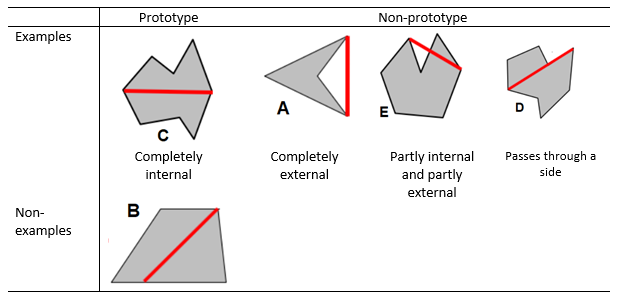 Prototype Non-prototype
Examples
C A E D
Completely internal
Completely external
Partly internal and partly external
Passes through a side
Non-examples
B